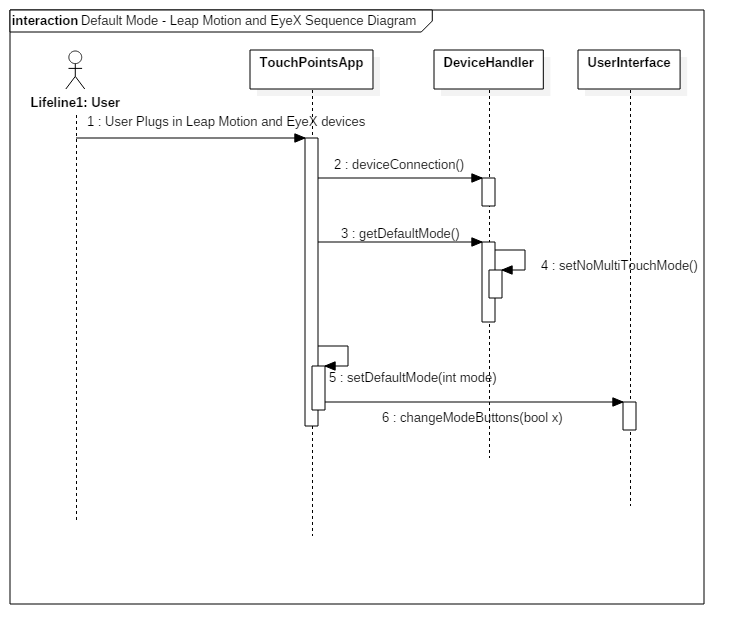 interaction Default Mode - Leap Motion and EyeX Sequence Diagram
TouchPointsApp
DeviceHandler
UserInterface
Lifeline1: User
1 : User Plugs in Leap Motion and EyeX devices
2 : deviceConnection()
3 : getDefaultMode()
4 : setNoMultiTouchMode()
5 : setDefaultMode(int mode)
6 : changeModeButtons(bool x)